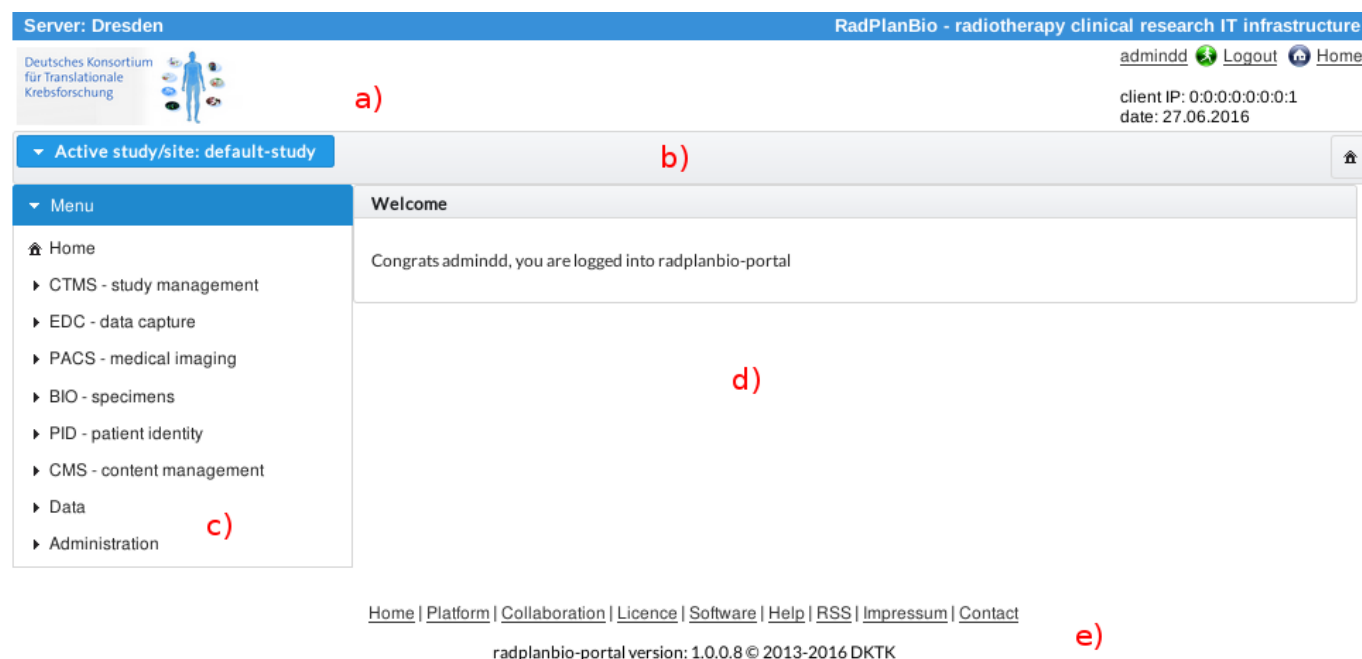 Server: Dresden RadPlanBio - radiotherapy clinical research IT infrastructure
Deutsches Konsortium
für Translationale
Krebsforschung
admindd Logout Home
client IP: 0:0:0:0:0:0:0:1
date: 27.06.2016
a)
Active study/site: default-study
b)
Menu
Home
CTMS - study management
EDC - data capture
PACS - medical imaging
BIO - specimens
PID - patient identity
CMS - content management
Data
c)
Administration
Welcome
Congrats admindd, you are logged into radplanbio-portal
d)
Home | Platform | Collaboration | Licence | Software | Help | RSS | Impressum | Contact
e)
radplanbio-portal version: 1.0.0.8 © 2013-2016 DKTK